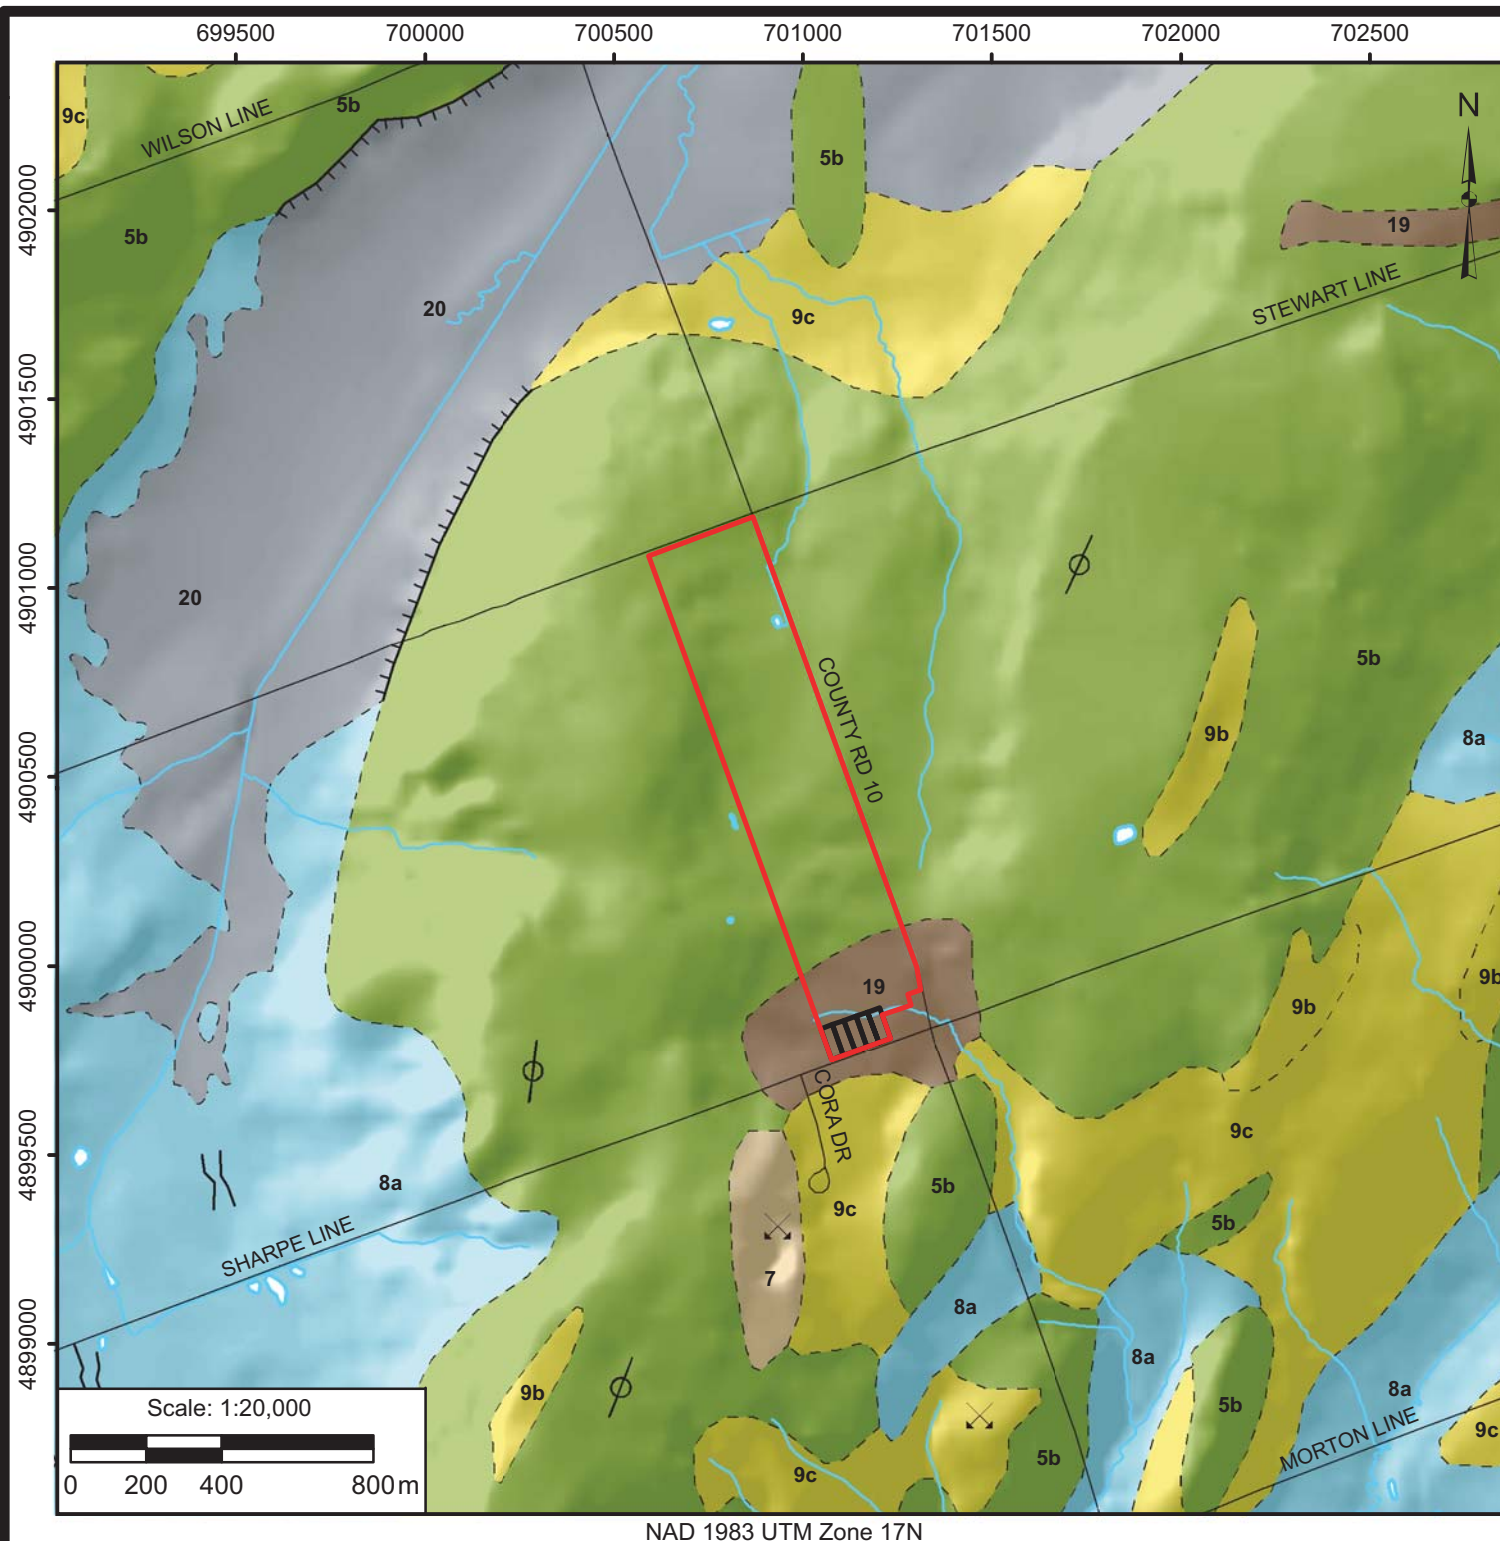 699500 700000 700500 701000 701500 702000 702500
N
9c
WILSON LINE
5b
5b
5b
19
4902000
STEWART LINE
20
9c
4901500
20
4901000
5b
COUNTY RD 10
9b
8a
4900500
19
9b
9b
4900000
CORA DR
9c
8a
5b
9c
5b
4899500
SHARPE LINE
7
8a
8a
8a
4899000
9b
5b
MORTON LINE
9c
5b
9c
Scale: 1:20,000
0 200 400 800 m
NAD 1983 UTM Zone 17N